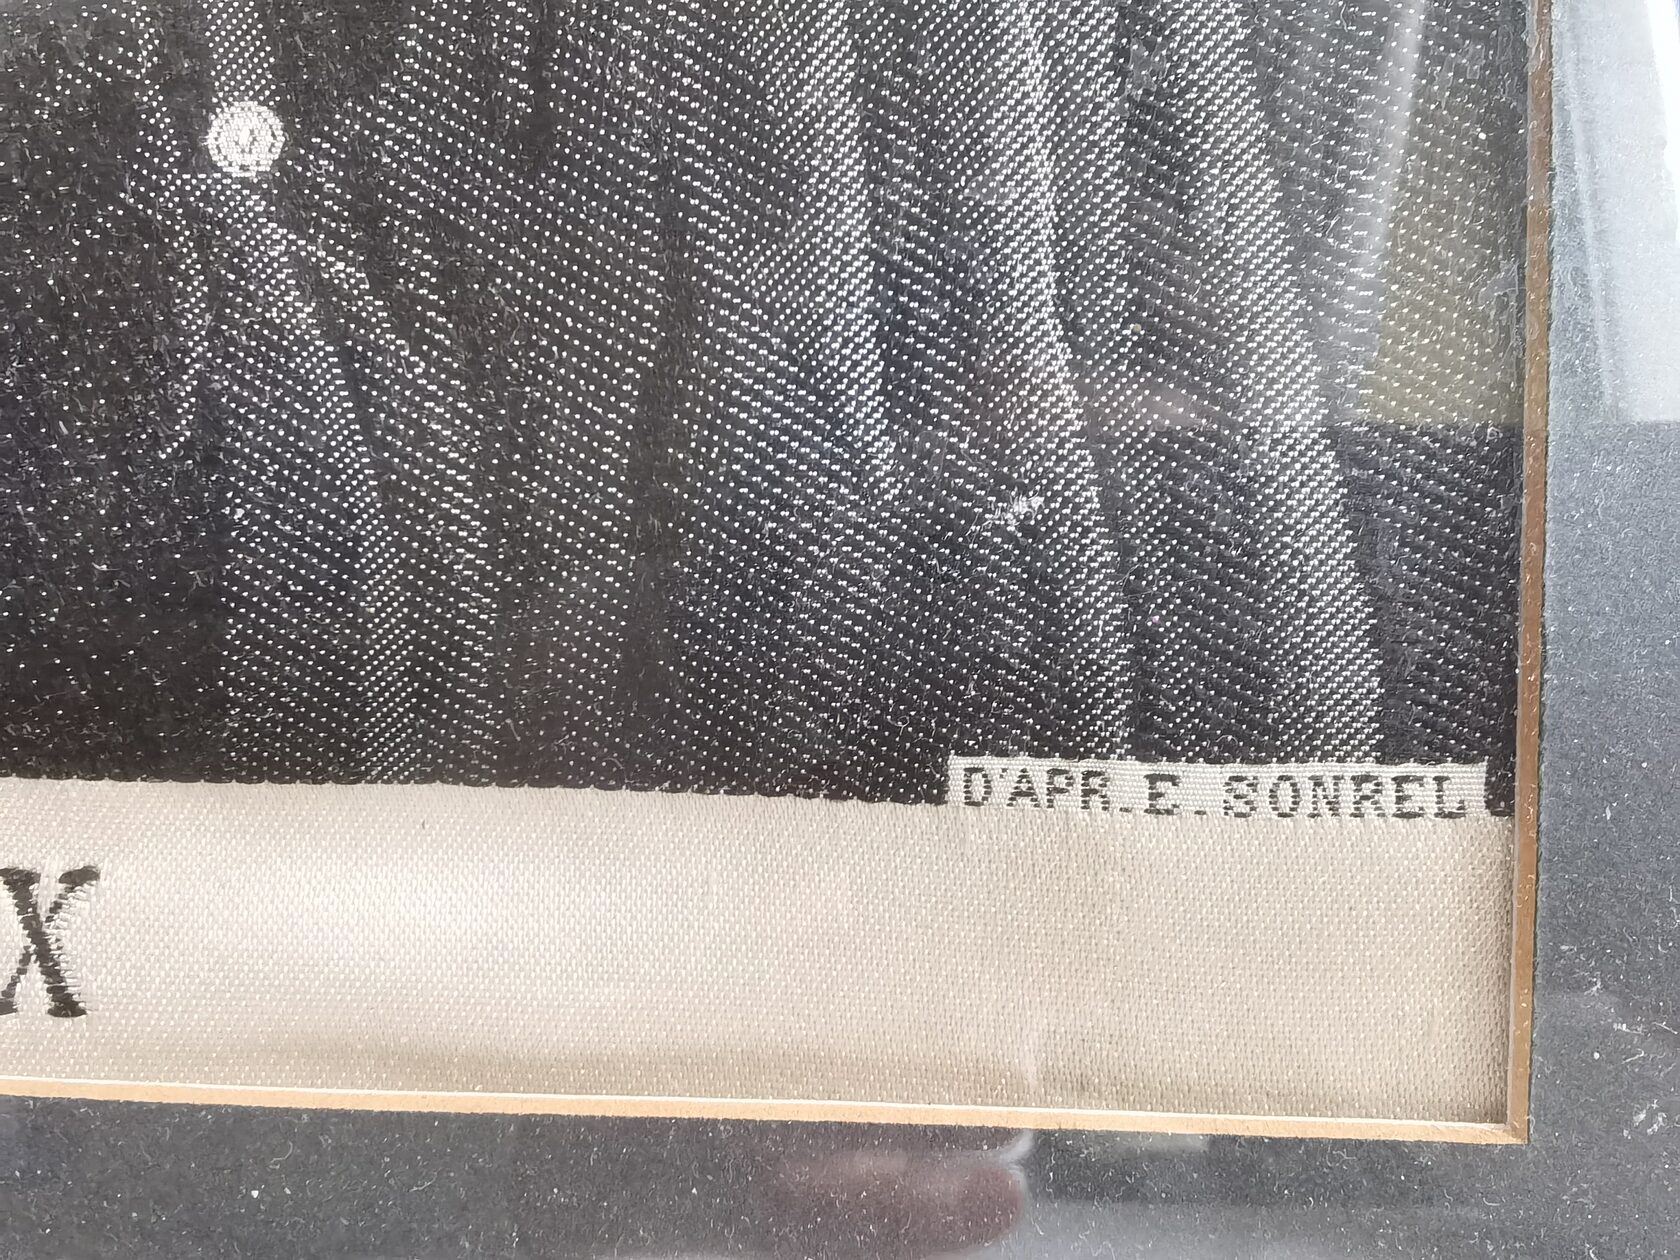 D'APR. E. SONREL
X